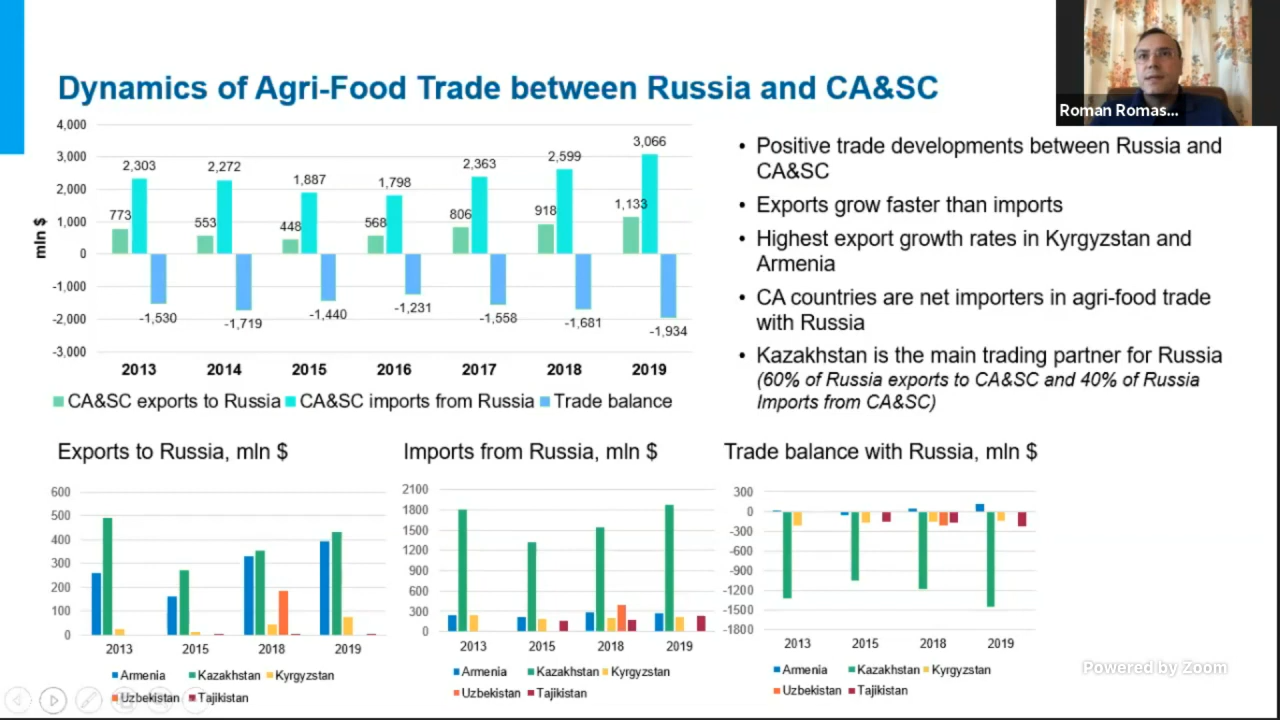 Dynamics of Agri-Food Trade between Russia and CA&SC
Roman Romas...
mln $
4,000
3,000
2,000
1,000
0
-1,000
-2,000
-3,000
2,303
2,272
1,887
1,798
2,363
2,599
3,066
773
553
448
568
806
918
1,133
-1,530
-1,719
-1,440
-1,231
-1,558
-1,681
-1,934
2013 2014 2015 2016 2017 2018 2019
CA&SC exports to Russia CA&SC imports from Russia Trade balance
• Positive trade developments between Russia and
CA&SC
• Exports grow faster than imports
• Highest export growth rates in Kyrgyzstan and
Armenia
• CA countries are net importers in agri-food trade
with Russia
• Kazakhstan is the main trading partner for Russia
(60% of Russia exports to CA&SC and 40% of Russia
Imports from CA&SC)
Exports to Russia, mln $
600
500
400
300
200
100
0
2013 2015 2018 2019
Armenia Kazakhstan Kyrgyzstan
Uzbekistan Tajikistan
Imports from Russia, mln $
2100
1800
1500
1200
900
600
300
0
2013 2015 2018 2019
Armenia Kazakhstan Kyrgyzstan
Uzbekistan Tajikistan
Trade balance with Russia, mln $
300
0
-300
-600
-900
-1200
-1500
-1800
2013 2015 2018 2019
Armenia Kazakhstan Kyrgyzstan
Uzbekistan Tajikistan
Powered by Zoom